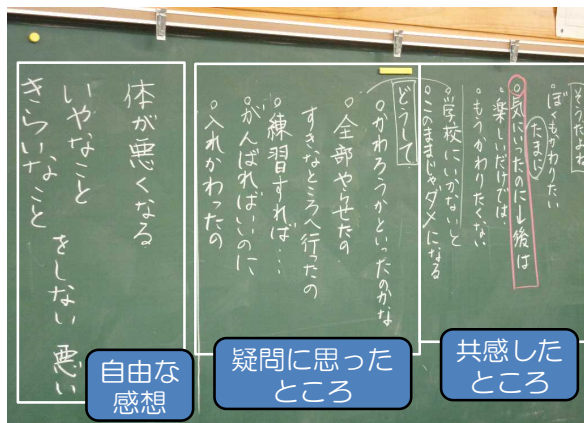 そうだよね
ぼくもかわりたい
たまに
○気にいったのに↓後は
・楽しいだけでは
・もうかわりたくない
○学校にいかないと
○このままじゃダメになる
どうして
○かわろうかといったのかな
○全部やらせたの
すきなところへ行ったの
○練習すれば…
○がんばればいいのに
○入れかわったの
体が悪くなる
いやなこと
きらいなこと
をしない 悪い
共感した
ところ
疑問に思った
ところ
自由な
感想